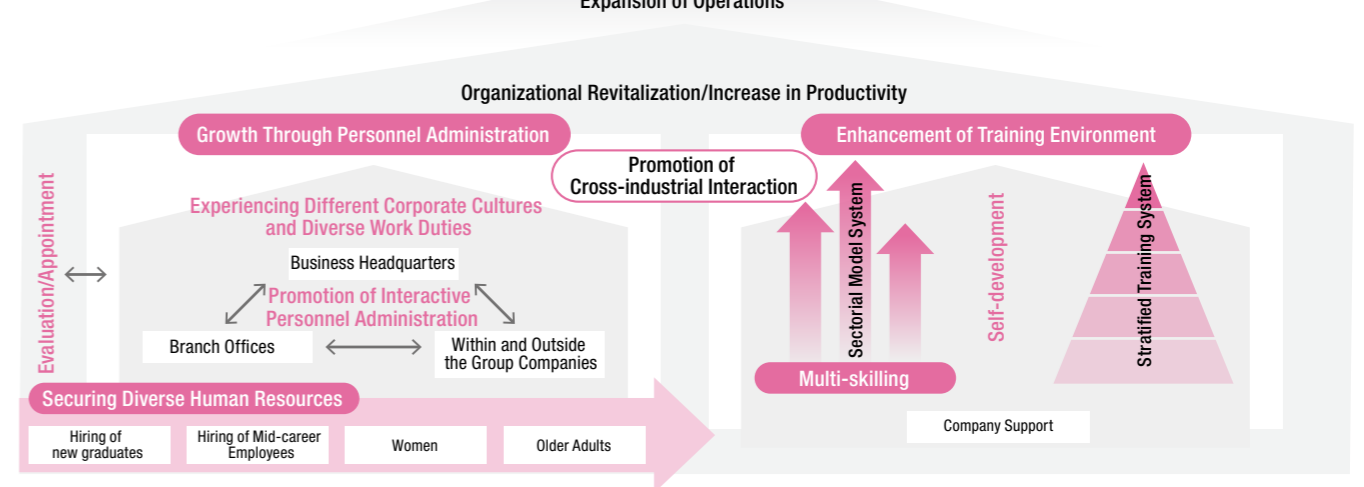 Expansion of Operations
Organizational Revitalization/Increase in Productivity
Growth Through Personnel Administration
Enhancement of Training Environment
Promotion of
Cross-industrial Interaction
Evaluation/Appointment
Experiencing Different Corporate Cultures
and Diverse Work Duties
Business Headquarters
Promotion of Interactive
Personnel Administration
Branch Offices
Within and Outside
the Group Companies
Sectorial Model System
Multi-skilling
Self-development
Stratified Training System
Company Support
Securing Diverse Human Resources
Hiring of
new graduates
Hiring of Mid-career
Employees
Women
Older Adults